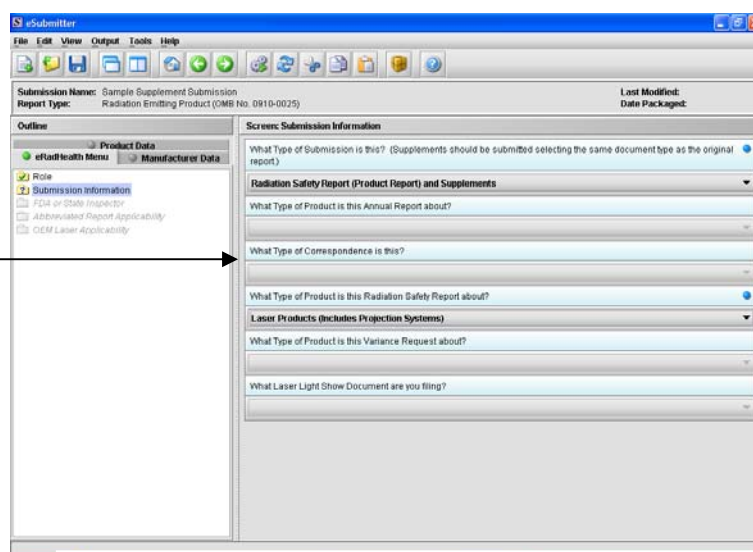 eSubmitter
File Edit View Output Tools Help
Submission Name: Sample Supplement Submission
Last Modified:
Report Type: Radiation Emitting Product (OMB No. 0910-0025)
Date Packaged:
Outline
Product Data
eRadHealth Menu Manufacturer Data
Role
Submission Information
FDA or State Inspector
Abbreviated Report Applicability
OEM Laser Applicability
Screen: Submission Information
What Type of Submission is this? (Supplements should be submitted selecting the same document type as the original
report.)
Radiation Safety Report (Product Report) and Supplements
What Type of Product is this Annual Report about?
What Type of Correspondence is this?
What Type of Product is this Radiation Safety Report about?
Laser Products (Includes Projection Systems)
What Type of Product is this Variance Request about?
What Laser Light Show Document are you filing?